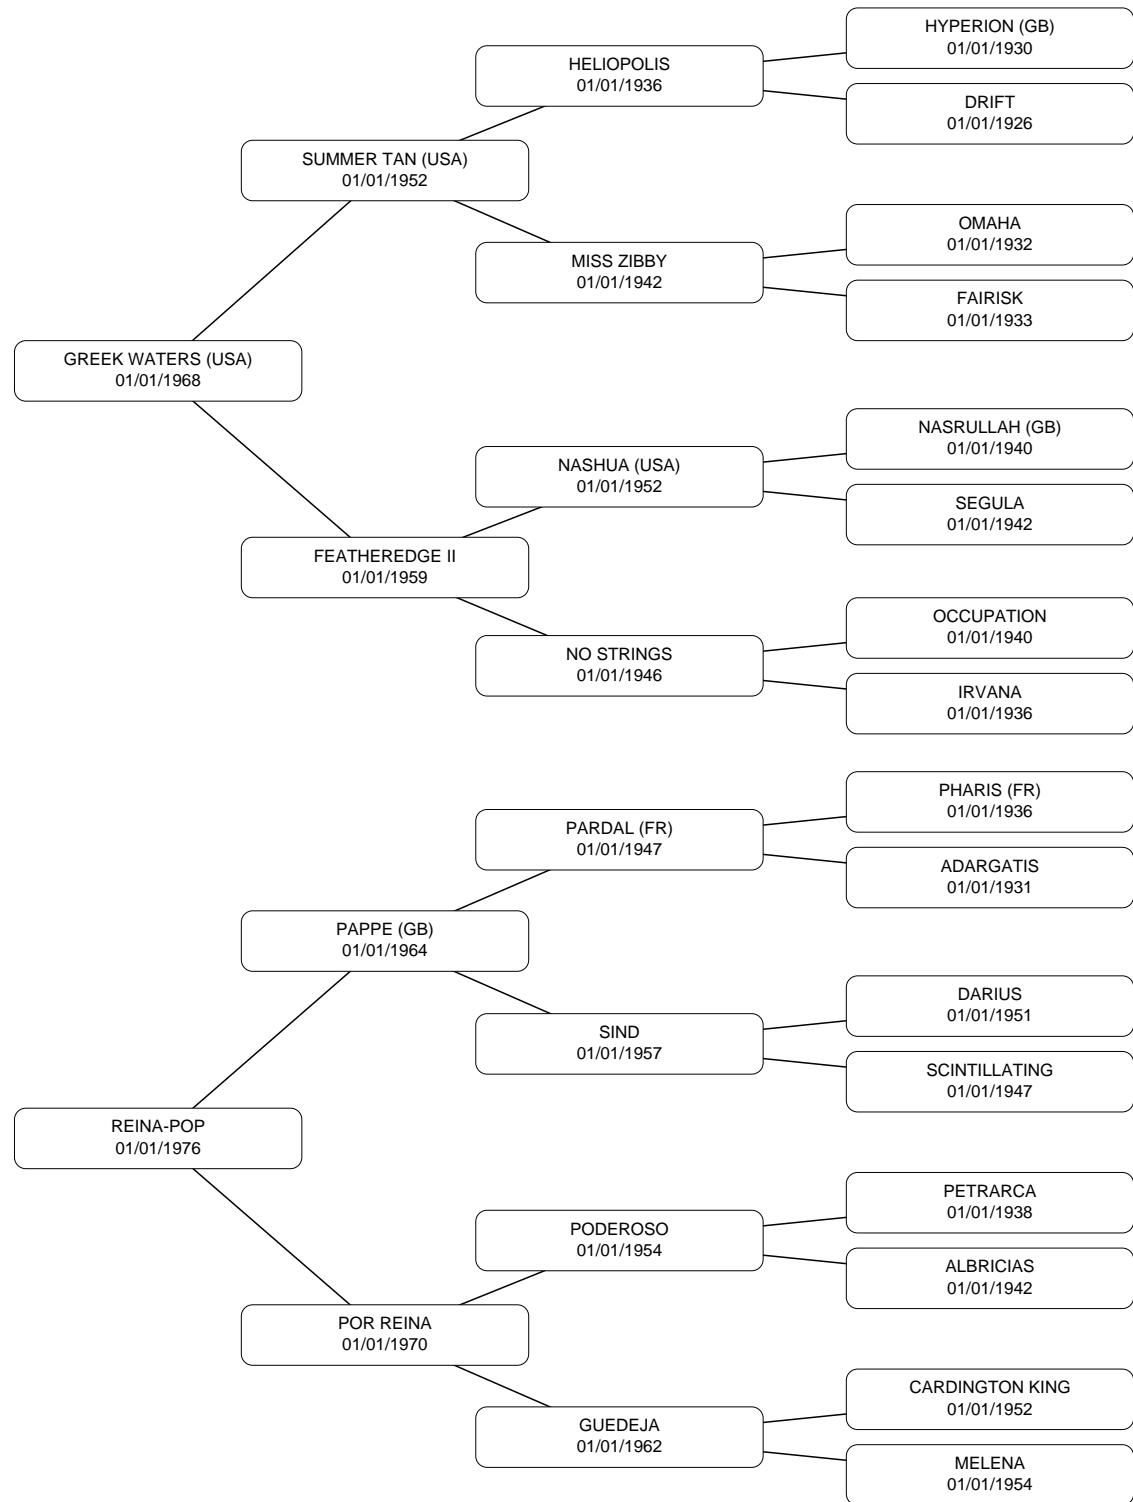 HYPERION (GB)
01/01/1930
HELIOPOLIS
01/01/1936
DRIFT
01/01/1926
SUMMER TAN (USA)
01/01/1952
OMAHA
01/01/1932
MISS ZIBBY
01/01/1942
FAIRISK
01/01/1933
GREEK WATERS (USA)
01/01/1968
NASRULLAH (GB)
01/01/1940
NASHUA (USA)
01/01/1952
SEGULA
01/01/1942
FEATHEREDGE II
01/01/1959
OCCUPATION
01/01/1940
NO STRINGS
01/01/1946
IRVANA
01/01/1936
PHARIS (FR)
01/01/1936
PARDAL (FR)
01/01/1947
ADARGATIS
01/01/1931
PAPPE (GB)
01/01/1964
DARIUS
01/01/1951
SIND
01/01/1957
SCINTILLATING
01/01/1947
REINA-POP
01/01/1976
PETRARCA
01/01/1938
PODEROSO
01/01/1954
ALBRICIAS
01/01/1942
POR REINA
01/01/1970
CARDINGTON KING
01/01/1952
GUEDEJA
01/01/1962
MELENA
01/01/1954